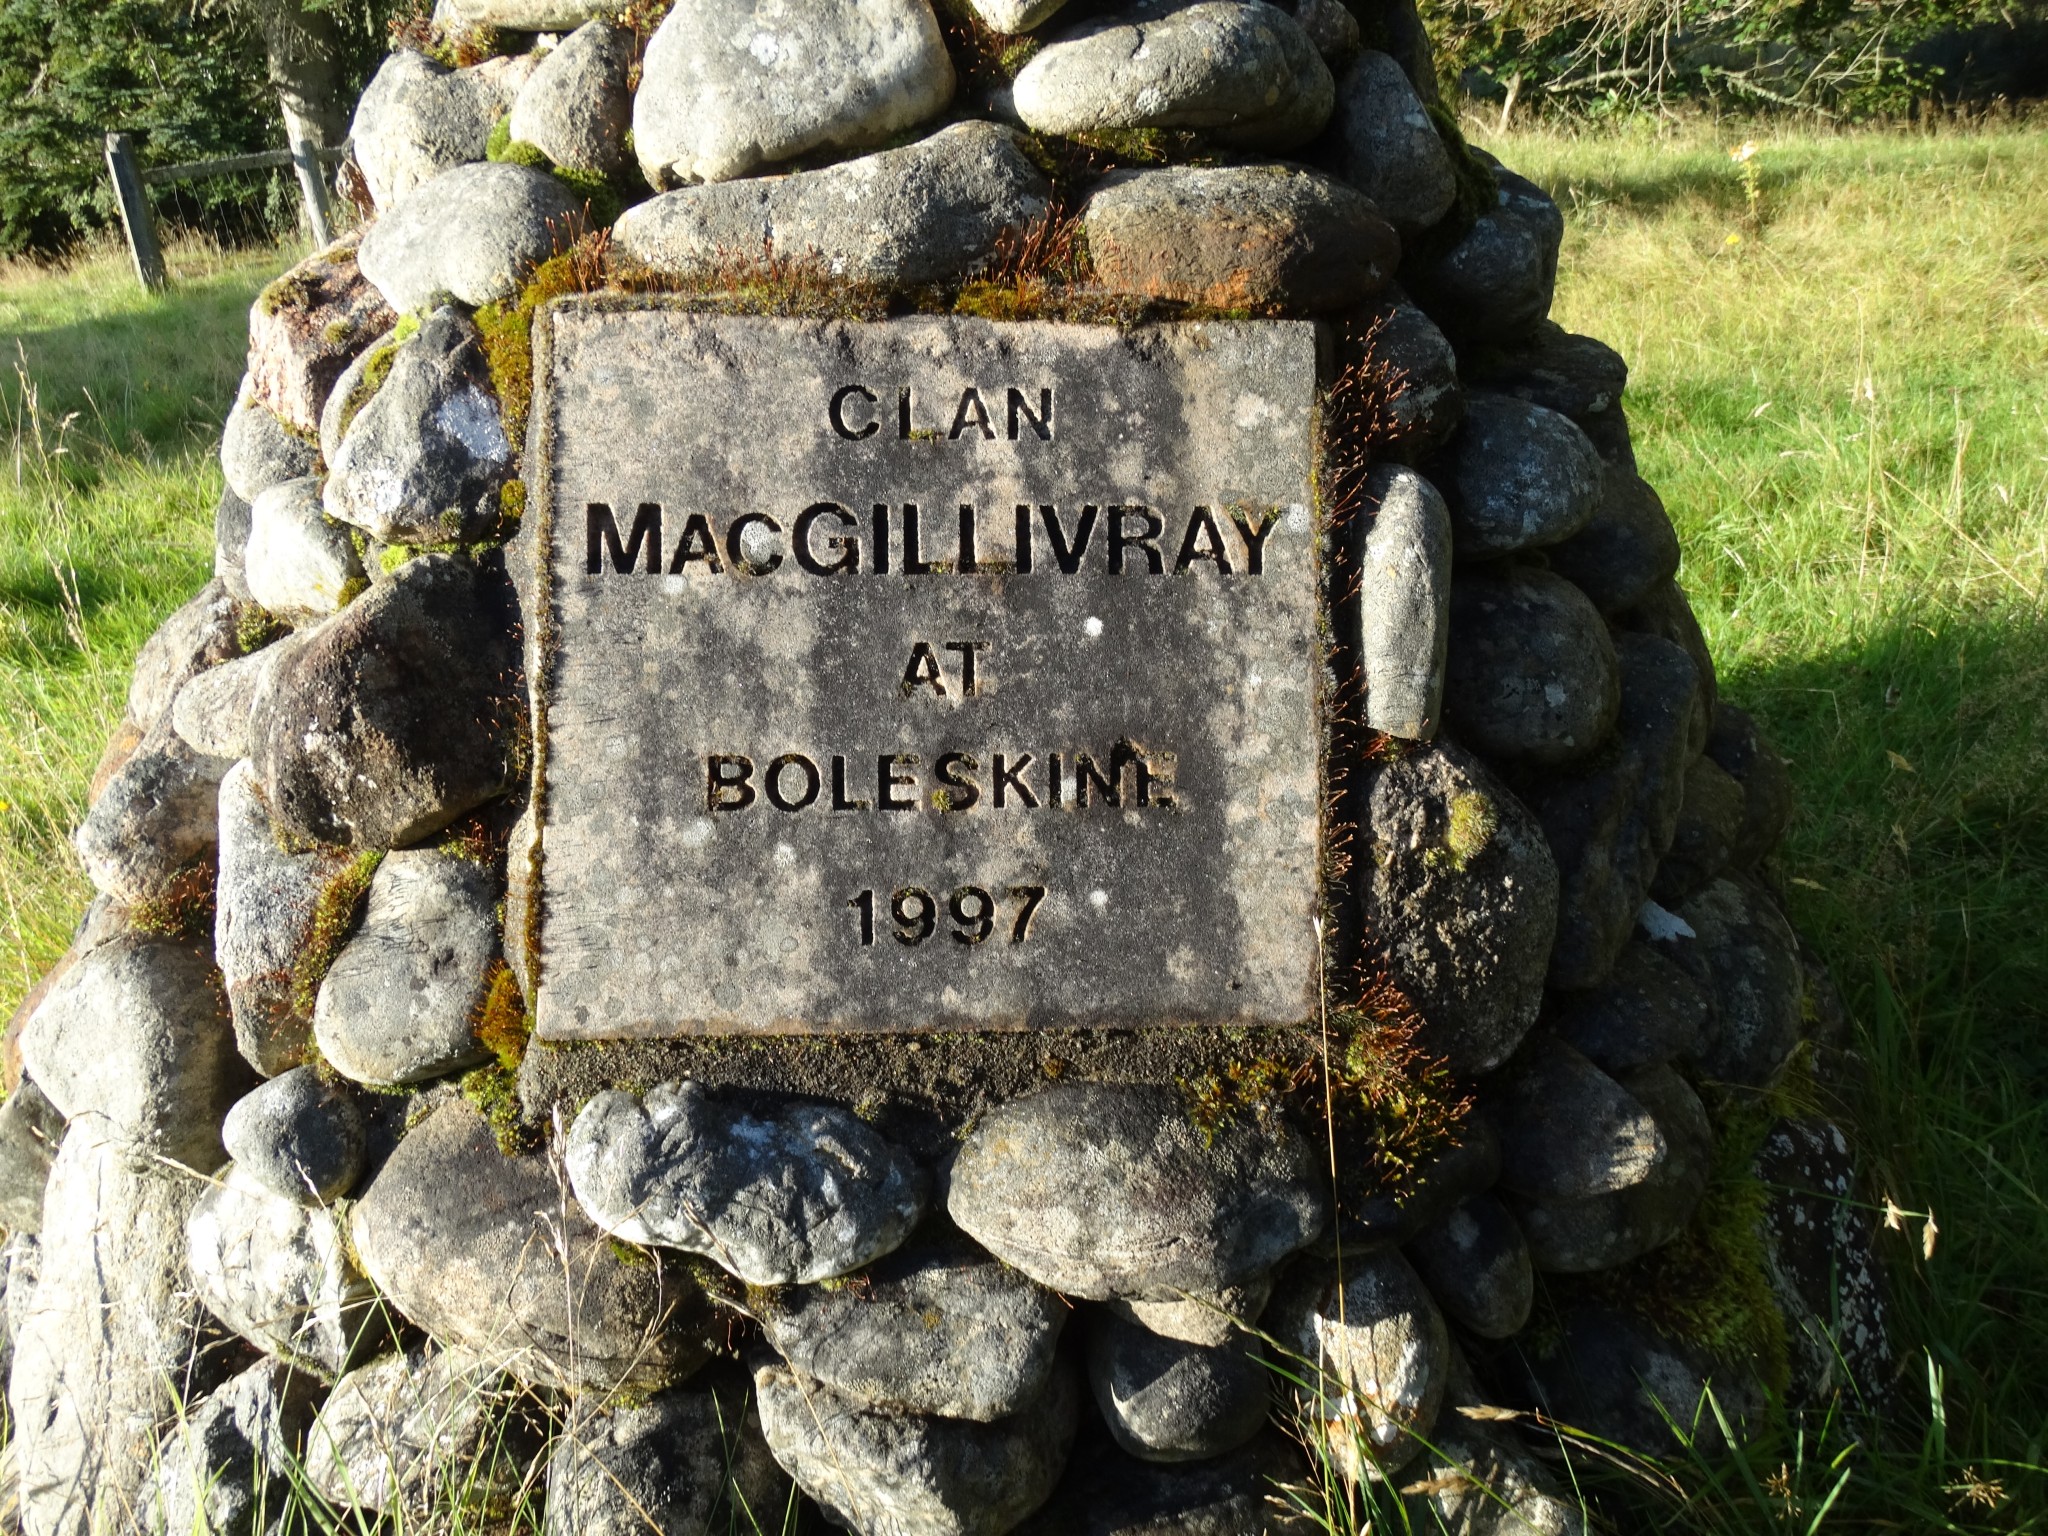 CLAN
MACGILLIVRAY
AT
BOLESKINE
1997